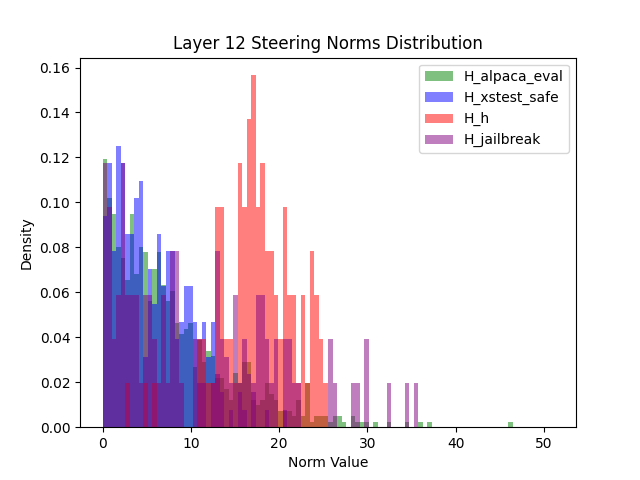 Layer 12 Steering Norms Distribution
H_alpaca_eval
H_xstest_safe
H_h
H_jailbreak
Density
0.16
0.14
0.12
0.10
0.08
0.06
0.04
0.02
0.00
0 10 20 30 40 50
Norm Value